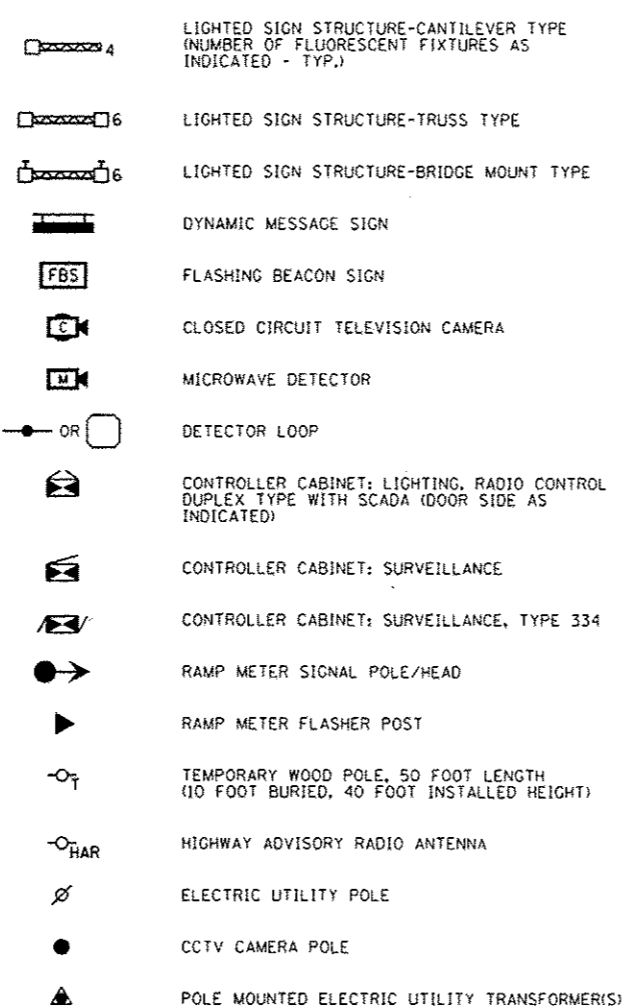 LIGHTED SIGN STRUCTURE-CANTILEVER TYPE
(NUMBER OF FLUORESCENT FIXTURES AS
INDICATED - TYP.)
4
6 LIGHTED SIGN STRUCTURE-TRUSS TYPE
6 LIGHTED SIGN STRUCTURE-BRIDGE MOUNT TYPE
DYNAMIC MESSAGE SIGN
FBS FLASHING BEACON SIGN
C CLOSED CIRCUIT TELEVISION CAMERA
M MICROWAVE DETECTOR
OR DETECTOR LOOP
CONTROLLER CABINET: LIGHTING, RADIO CONTROL
DUPLEX TYPE WITH SCADA (DOOR SIDE AS
INDICATED)
CONTROLLER CABINET: SURVEILLANCE
CONTROLLER CABINET: SURVEILLANCE, TYPE 334
RAMP METER SIGNAL POLE/HEAD
RAMP METER FLASHER POST
T TEMPORARY WOOD POLE, 50 FOOT LENGTH
(10 FOOT BURIED, 40 FOOT INSTALLED HEIGHT)
HAR HIGHWAY ADVISORY RADIO ANTENNA
ELECTRIC UTILITY POLE
CCTV CAMERA POLE
POLE MOUNTED ELECTRIC UTILITY TRANSFORMER(S)